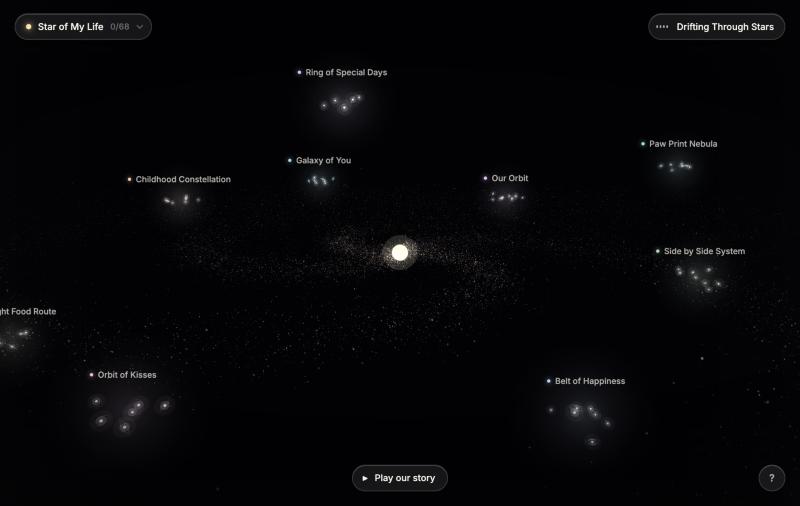 Star of My Life 0/68
Drifting Through Stars
Ring of Special Days
Paw Print Nebula
Galaxy of You
Childhood Constellation
Our Orbit
Side by Side System
Food Route
Orbit of Kisses
Belt of Happiness
Play our story
?